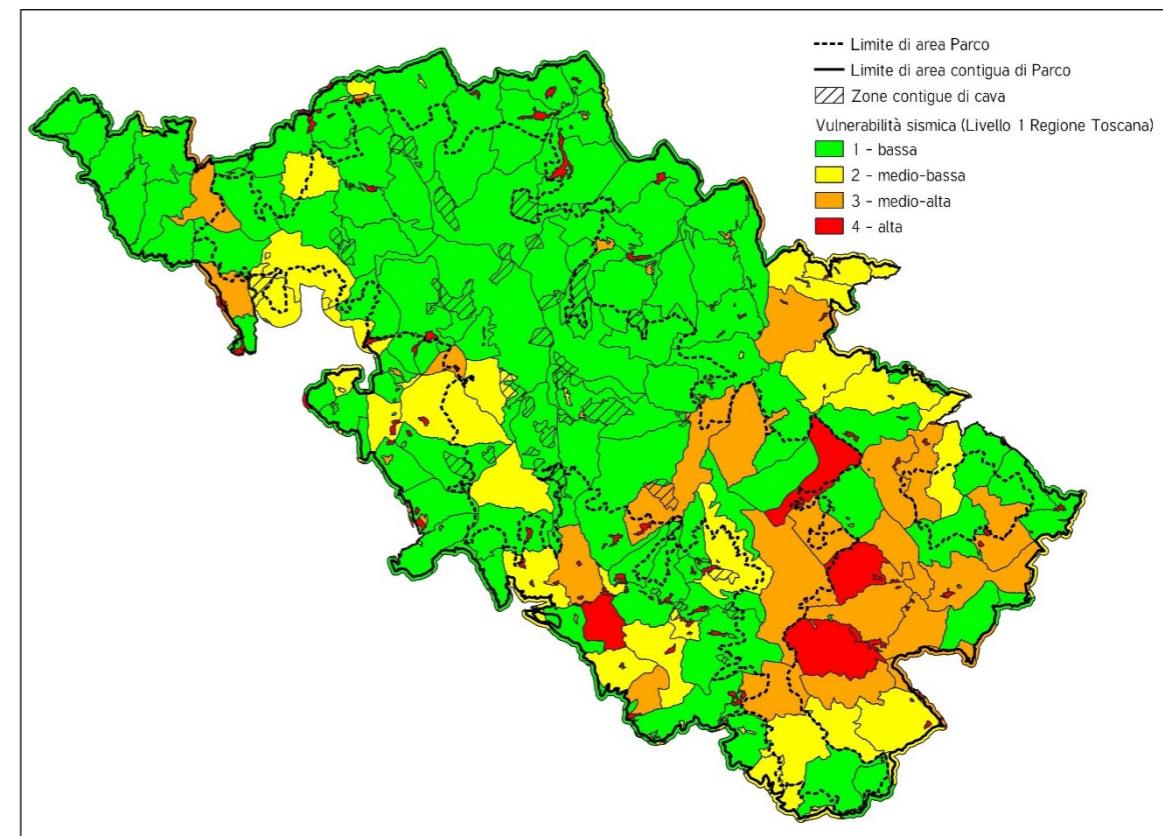 Limite di area Parco
Limite di area contigua di Parco
Zone contigue di cava
Vulnerabilità sismica (Livello 1 Regione Toscana)
1 - bassa
2 - medio-bassa
3 - medio-alta
4 - alta